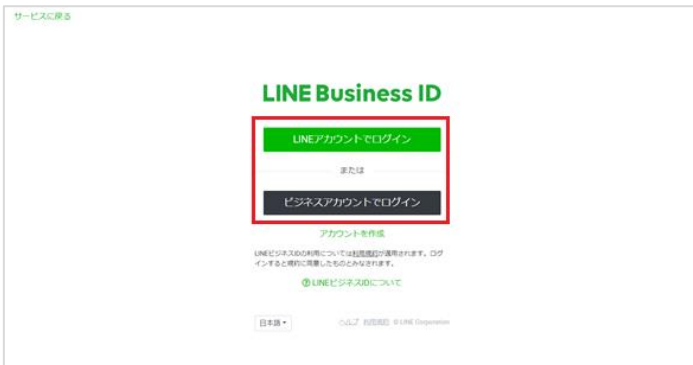 サービスに戻る
LINE Business ID
LINEアカウントでログイン
または
ビジネスアカウントでログイン
アカウントを作成
LINEビジネスIDの利用については利用規約が適用されます。ログ
インすると規約に同意したものとみなされます。
LINEビジネスIDについて
日本語
ヘルプ 利用規約 © LINE Corporation